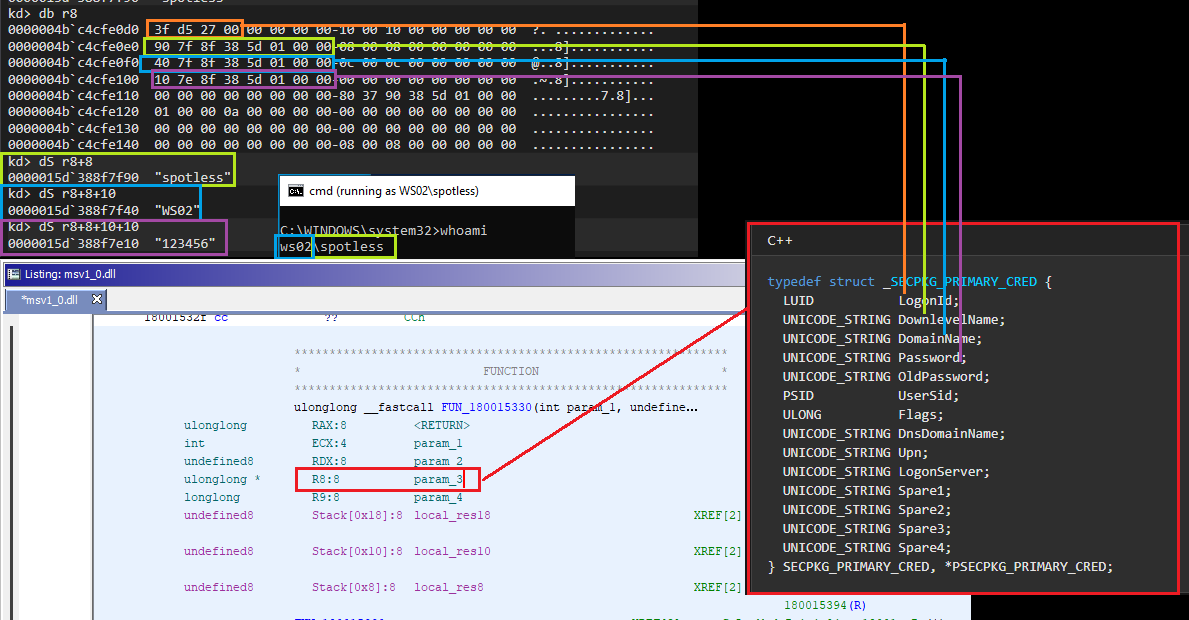 0000015d`388f7f90 "spotless"
kd> db r8
0000004b`c4cfe0d0 3f d5 27 00 00 00 00 00-10 00 10 00 00 00 00 00 ?. .............
0000004b`c4cfe0e0 90 7f 8f 38 5d 01 00 00-08 00 08 00 00 00 00 00 ...8]...........
0000004b`c4cfe0f0 40 7f 8f 38 5d 01 00 00-0c 00 0c 00 00 00 00 00 @..8]...........
0000004b`c4cfe100 10 7e 8f 38 5d 01 00 00-00 00 00 00 00 00 00 00 .~.8]...........
0000004b`c4cfe110 00 00 00 00 00 00 00 00-80 37 90 38 5d 01 00 00 .........7.8]...
0000004b`c4cfe120 01 00 00 0a 00 00 00 00-00 00 00 00 00 00 00 00 ................
0000004b`c4cfe130 00 00 00 00 00 00 00 00-00 00 00 00 00 00 00 00 ................
0000004b`c4cfe140 00 00 00 00 00 00 00 00-08 00 08 00 00 00 00 00 ................
kd> dS r8+8
0000015d`388f7f90 "spotless"
kd> dS r8+8+10
0000015d`388f7f40 "WS02"
kd> dS r8+8+10+10
0000015d`388f7e10 "123456"
cmd (running as WS02\spotless)
C:\WINDOWS\system32>whoami
ws02\spotless
Listing: msv1_0.dll
*msv1_0.dll
18001532f cc ?? CCh
************************************************************
* FUNCTION *
************************************************************
ulonglong __fastcall FUN_180015330(int param_1, undefine...
ulonglong RAX:8 <RETURN>
int ECX:4 param_1
undefined8 RDX:8 param_2
ulonglong * R8:8 param_3
longlong R9:8 param_4
undefined8 Stack[0x18]:8 local_res18 XREF[2]
undefined8 Stack[0x10]:8 local_res10 XREF[2]
undefined8 Stack[0x8]:8 local_res8 XREF[2]
180015394(R)
C++
typedef struct _SECPKG_PRIMARY_CRED {
LUID LogonId;
UNICODE_STRING DownlevelName;
UNICODE_STRING DomainName;
UNICODE_STRING Password;
UNICODE_STRING OldPassword;
PSID UserSid;
ULONG Flags;
UNICODE_STRING DnsDomainName;
UNICODE_STRING Upn;
UNICODE_STRING LogonServer;
UNICODE_STRING Spare1;
UNICODE_STRING Spare2;
UNICODE_STRING Spare3;
UNICODE_STRING Spare4;
} SECPKG_PRIMARY_CRED, *PSECPKG_PRIMARY_CRED;